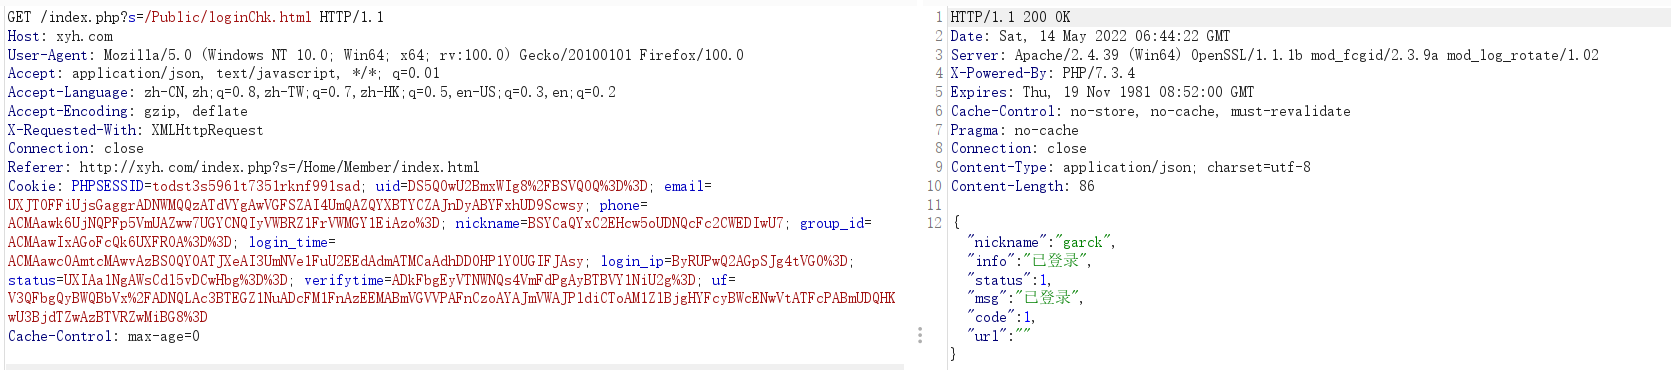 GET /index.php?s=/Public/loginChk.html HTTP/1.1
Host: xyh.com
User-Agent: Mozilla/5.0 (Windows NT 10.0; Win64; x64; rv:100.0) Gecko/20100101 Firefox/100.0
Accept: application/json, text/javascript, */*; q=0.01
Accept-Language: zh-CN,zh;q=0.8,zh-TW;q=0.7,zh-HK;q=0.5,en-US;q=0.3,en;q=0.2
Accept-Encoding: gzip, deflate
X-Requested-With: XMLHttpRequest
Connection: close
Referer: http://xyh.com/index.php?s=/Home/Member/index.html
Cookie: PHPSESSID=todst3s5961t7351rknf991sad; uid=DS5Q0wU2BmxWIg8%2FBSVQ0Q%3D%3D; email=
UXJTOFFiUjsGaggrADNWMQQzATdVYgAwVGFSZAI4UmQAZQYXBTYCZAJnDyABYFxhUD9Scwsy; phone=
ACMAawk6UjNQPFp5VmUAZww7UGYCNQIyVWBRZ1FrVWMGY1EiAzo%3D; nickname=BSYCaQYxC2EHcw5oUDNQcFc2CWEDIwU7; group_id=
ACMAawIxAGoFcQk6UXFROA%3D%3D; login_time=
ACMAawc0AmtcMAwvAzBSOQY0ATJXeAI3UmNVe1FuU2EEdAdmATMCaAdhDD0HP1Y0UGIFJAsy; login_ip=ByRUPwQ2AGpSJg4tVG0%3D;
status=UXIAa1NgAWsCdl5vDCwHbg%3D%3D; verifytime=ADkFbgEyVTNWNQs4VmFdPgAyBTBVY1NiU2g%3D; uf=
V3QFbgQyBWQBbVx%2FADNQLAc3BTEGZ1NuADcFM1FnAzEEMABmVGVVPAFnCzoAYAJmVWAJPldiCToAM1ZlBjgHYFcyBWcENwVtATFcPABmUDQHK
wU3BjdTZwAzBTVRZwMiBG8%3D
Cache-Control: max-age=0
1 HTTP/1.1 200 OK
2 Date: Sat, 14 May 2022 06:44:22 GMT
3 Server: Apache/2.4.39 (Win64) OpenSSL/1.1.1b mod_fcgid/2.3.9a mod_log_rotate/1.02
4 X-Powered-By: PHP/7.3.4
5 Expires: Thu, 19 Nov 1981 08:52:00 GMT
6 Cache-Control: no-store, no-cache, must-revalidate
7 Pragma: no-cache
8 Connection: close
9 Content-Type: application/json; charset=utf-8
10 Content-Length: 86
11
12 {
"nickname":"garck",
"info":"已登录",
"status":1,
"msg":"已登录",
"code":1,
"url":""
}